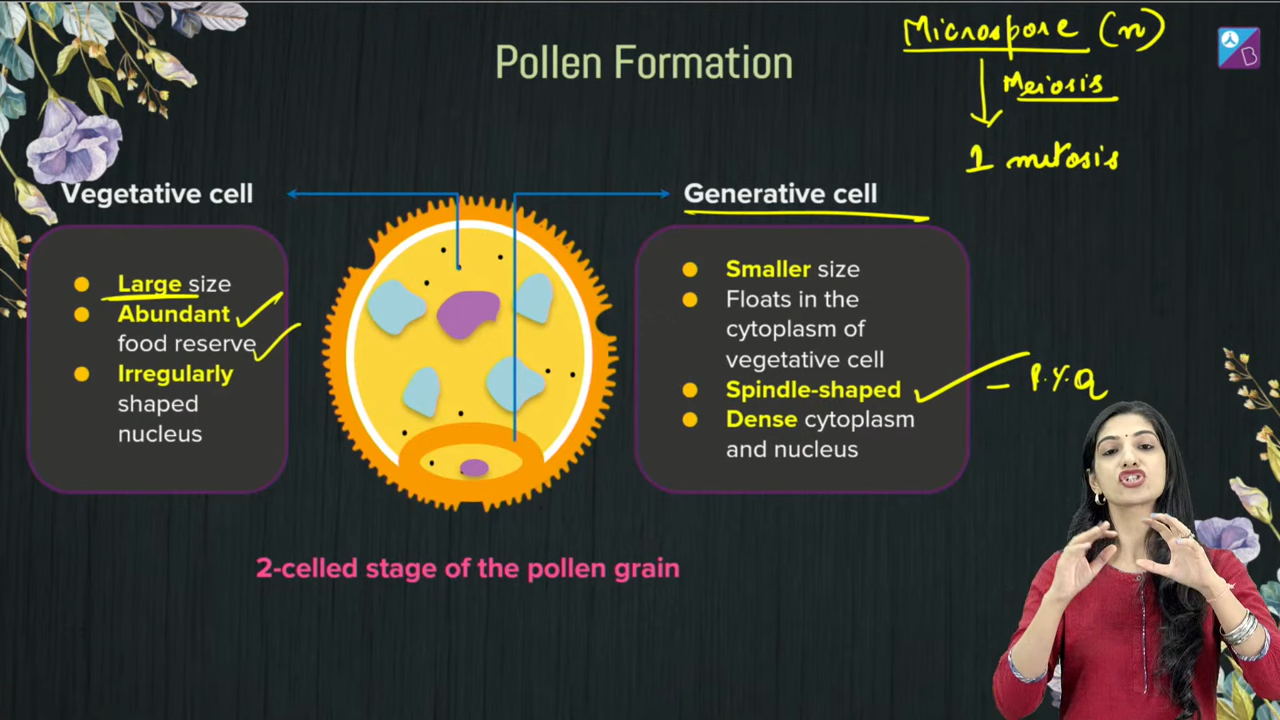 Microspore (n)
Pollen Formation
Meiosis
1 mitosis
Vegetative cell
Generative cell
Large size
Abundant
food reserve
Irregularly
shaped
nucleus
Smaller size
Floats in the
cytoplasm of
vegetative cell
Spindle-shaped
Dense cytoplasm
and nucleus
- P.Y.Q
2-celled stage of the pollen grain
B